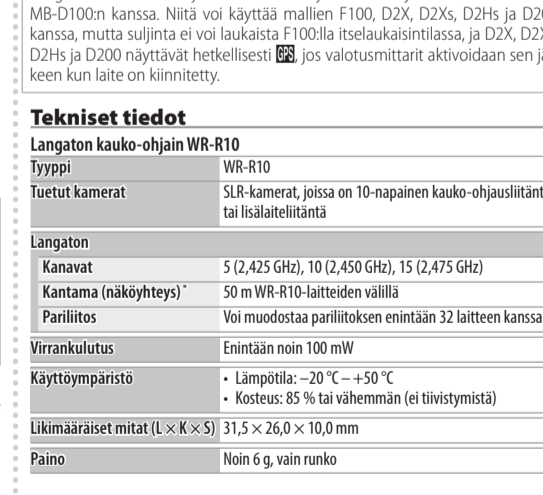 MB-D100:n kanssa. Niitä voi käyttää mallien F100, D2X, D2Xs, D2Hs ja
kanssa, mutta suljinta ei voi laukaista F100:lla itselaukaisintilassa, ja D2X,
D2Hs ja D200 näyttävät hetkellisesti GPS, jos valotusmittarit aktivoidaan sen
keen kun laite on kiinnitetty.
Tekniset tiedot
Langaton kauko-ohjain WR-R10
Tyyppi WR-R10
Tuetut kamerat SLR-kamerat, joissa on 10-napainen kauko-ohjausliitänt
tai lisälaiteliitäntä
Langaton
Kanavat 5 (2,425 GHz), 10 (2,450 GHz), 15 (2,475 GHz)
Kantama (näköyhteys)* 50 m WR-R10-laitteiden välillä
Pariliitos Voi muodostaa pariliitoksen enintään 32 laitteen kanssa
Virrankulutus Enintään noin 100 mW
Käyttöympäristö • Lämpötila: –20 °C – +50 °C
• Kosteus: 85 % tai vähemmän (ei tiivistymistä)
Likimääräiset mitat (L × K × S) 31,5 × 26,0 × 10,0 mm
Paino Noin 6 g, vain runko